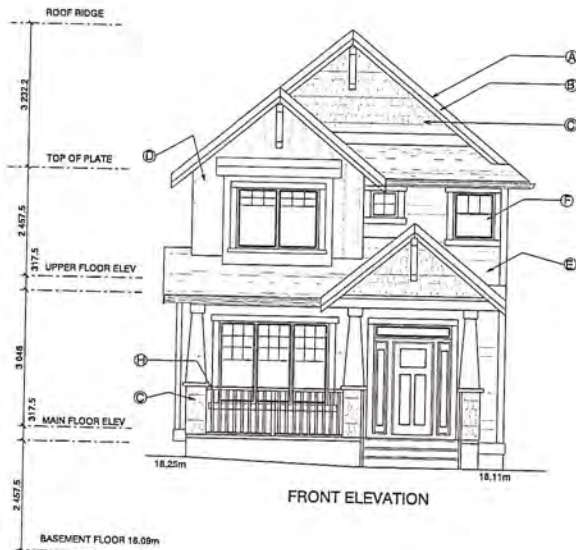 ROOF RIDGE
A
B
3 232.2
C
D
TOP OF PLATE
2 457.5
F
317.5
UPPER FLOOR ELEV
E
3 048
H
C
317.5
MAIN FLOOR ELEV
18.25m
18.11m
2 457.5
FRONT ELEVATION
BASEMENT FLOOR 16.09m